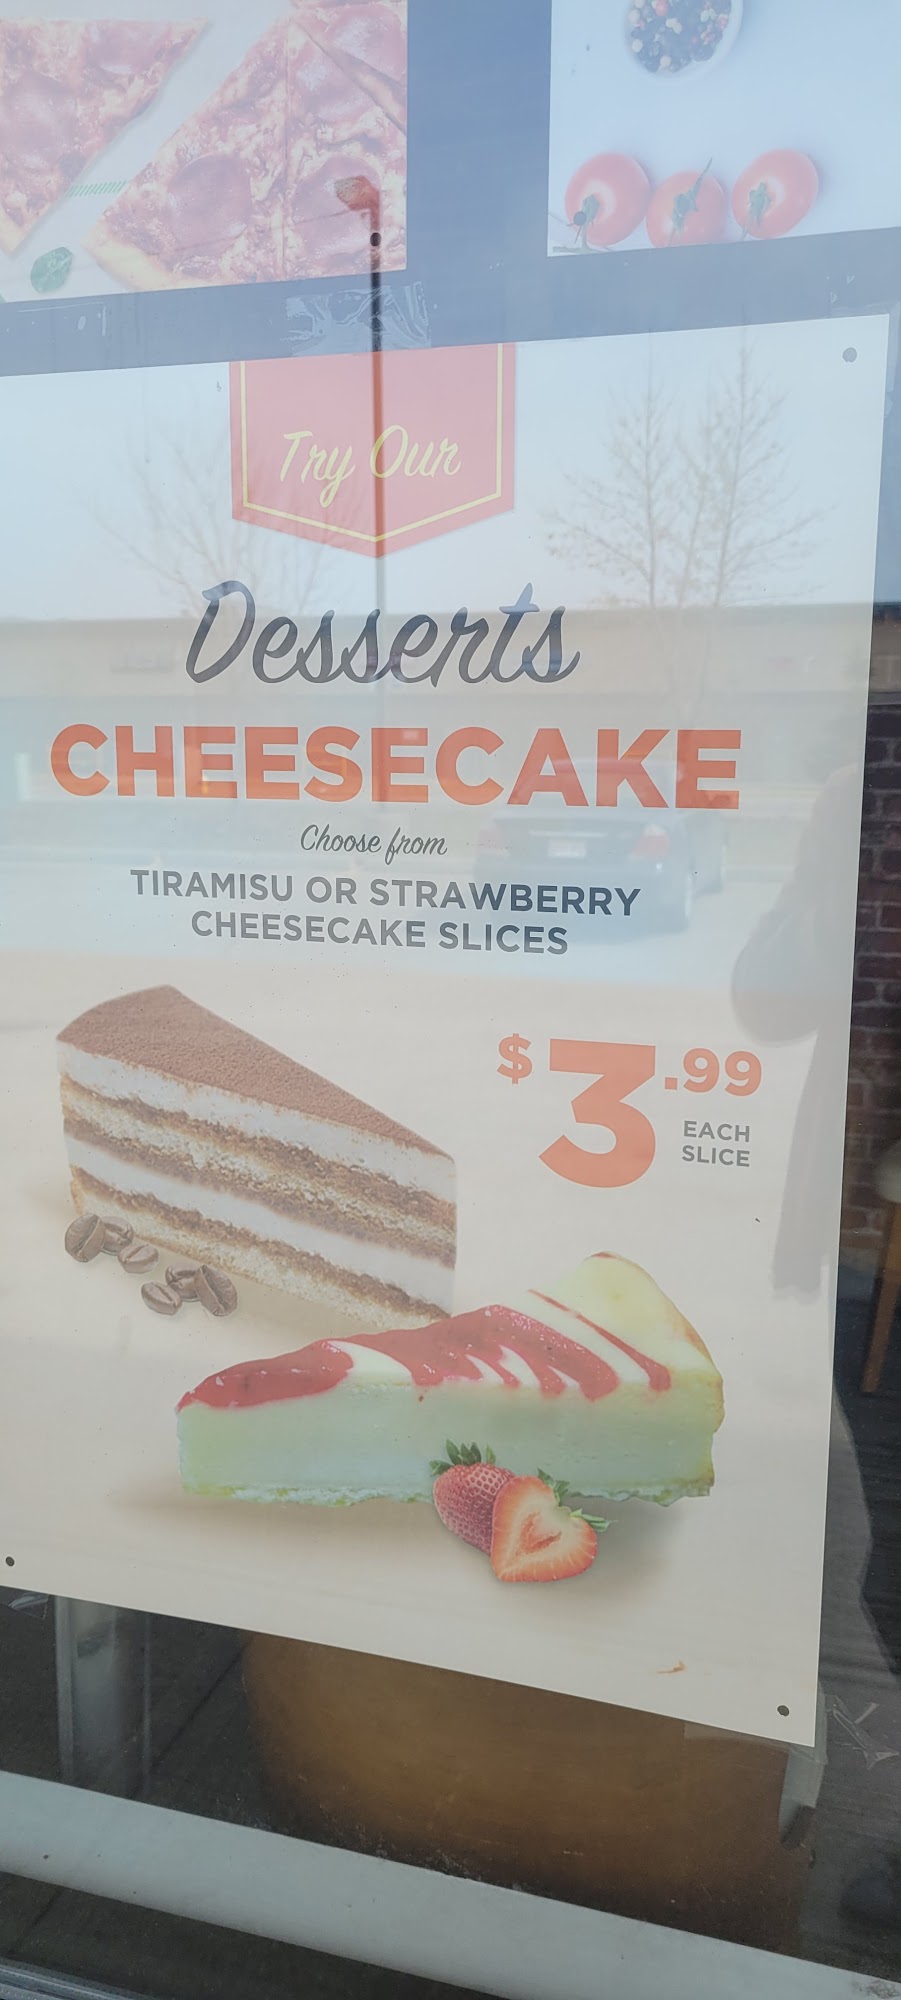 Try Our
Desserts
CHEESECAKE
Choose from
TIRAMISU OR STRAWBERRY
CHEESECAKE SLICES
$3.99
EACH
SLICE